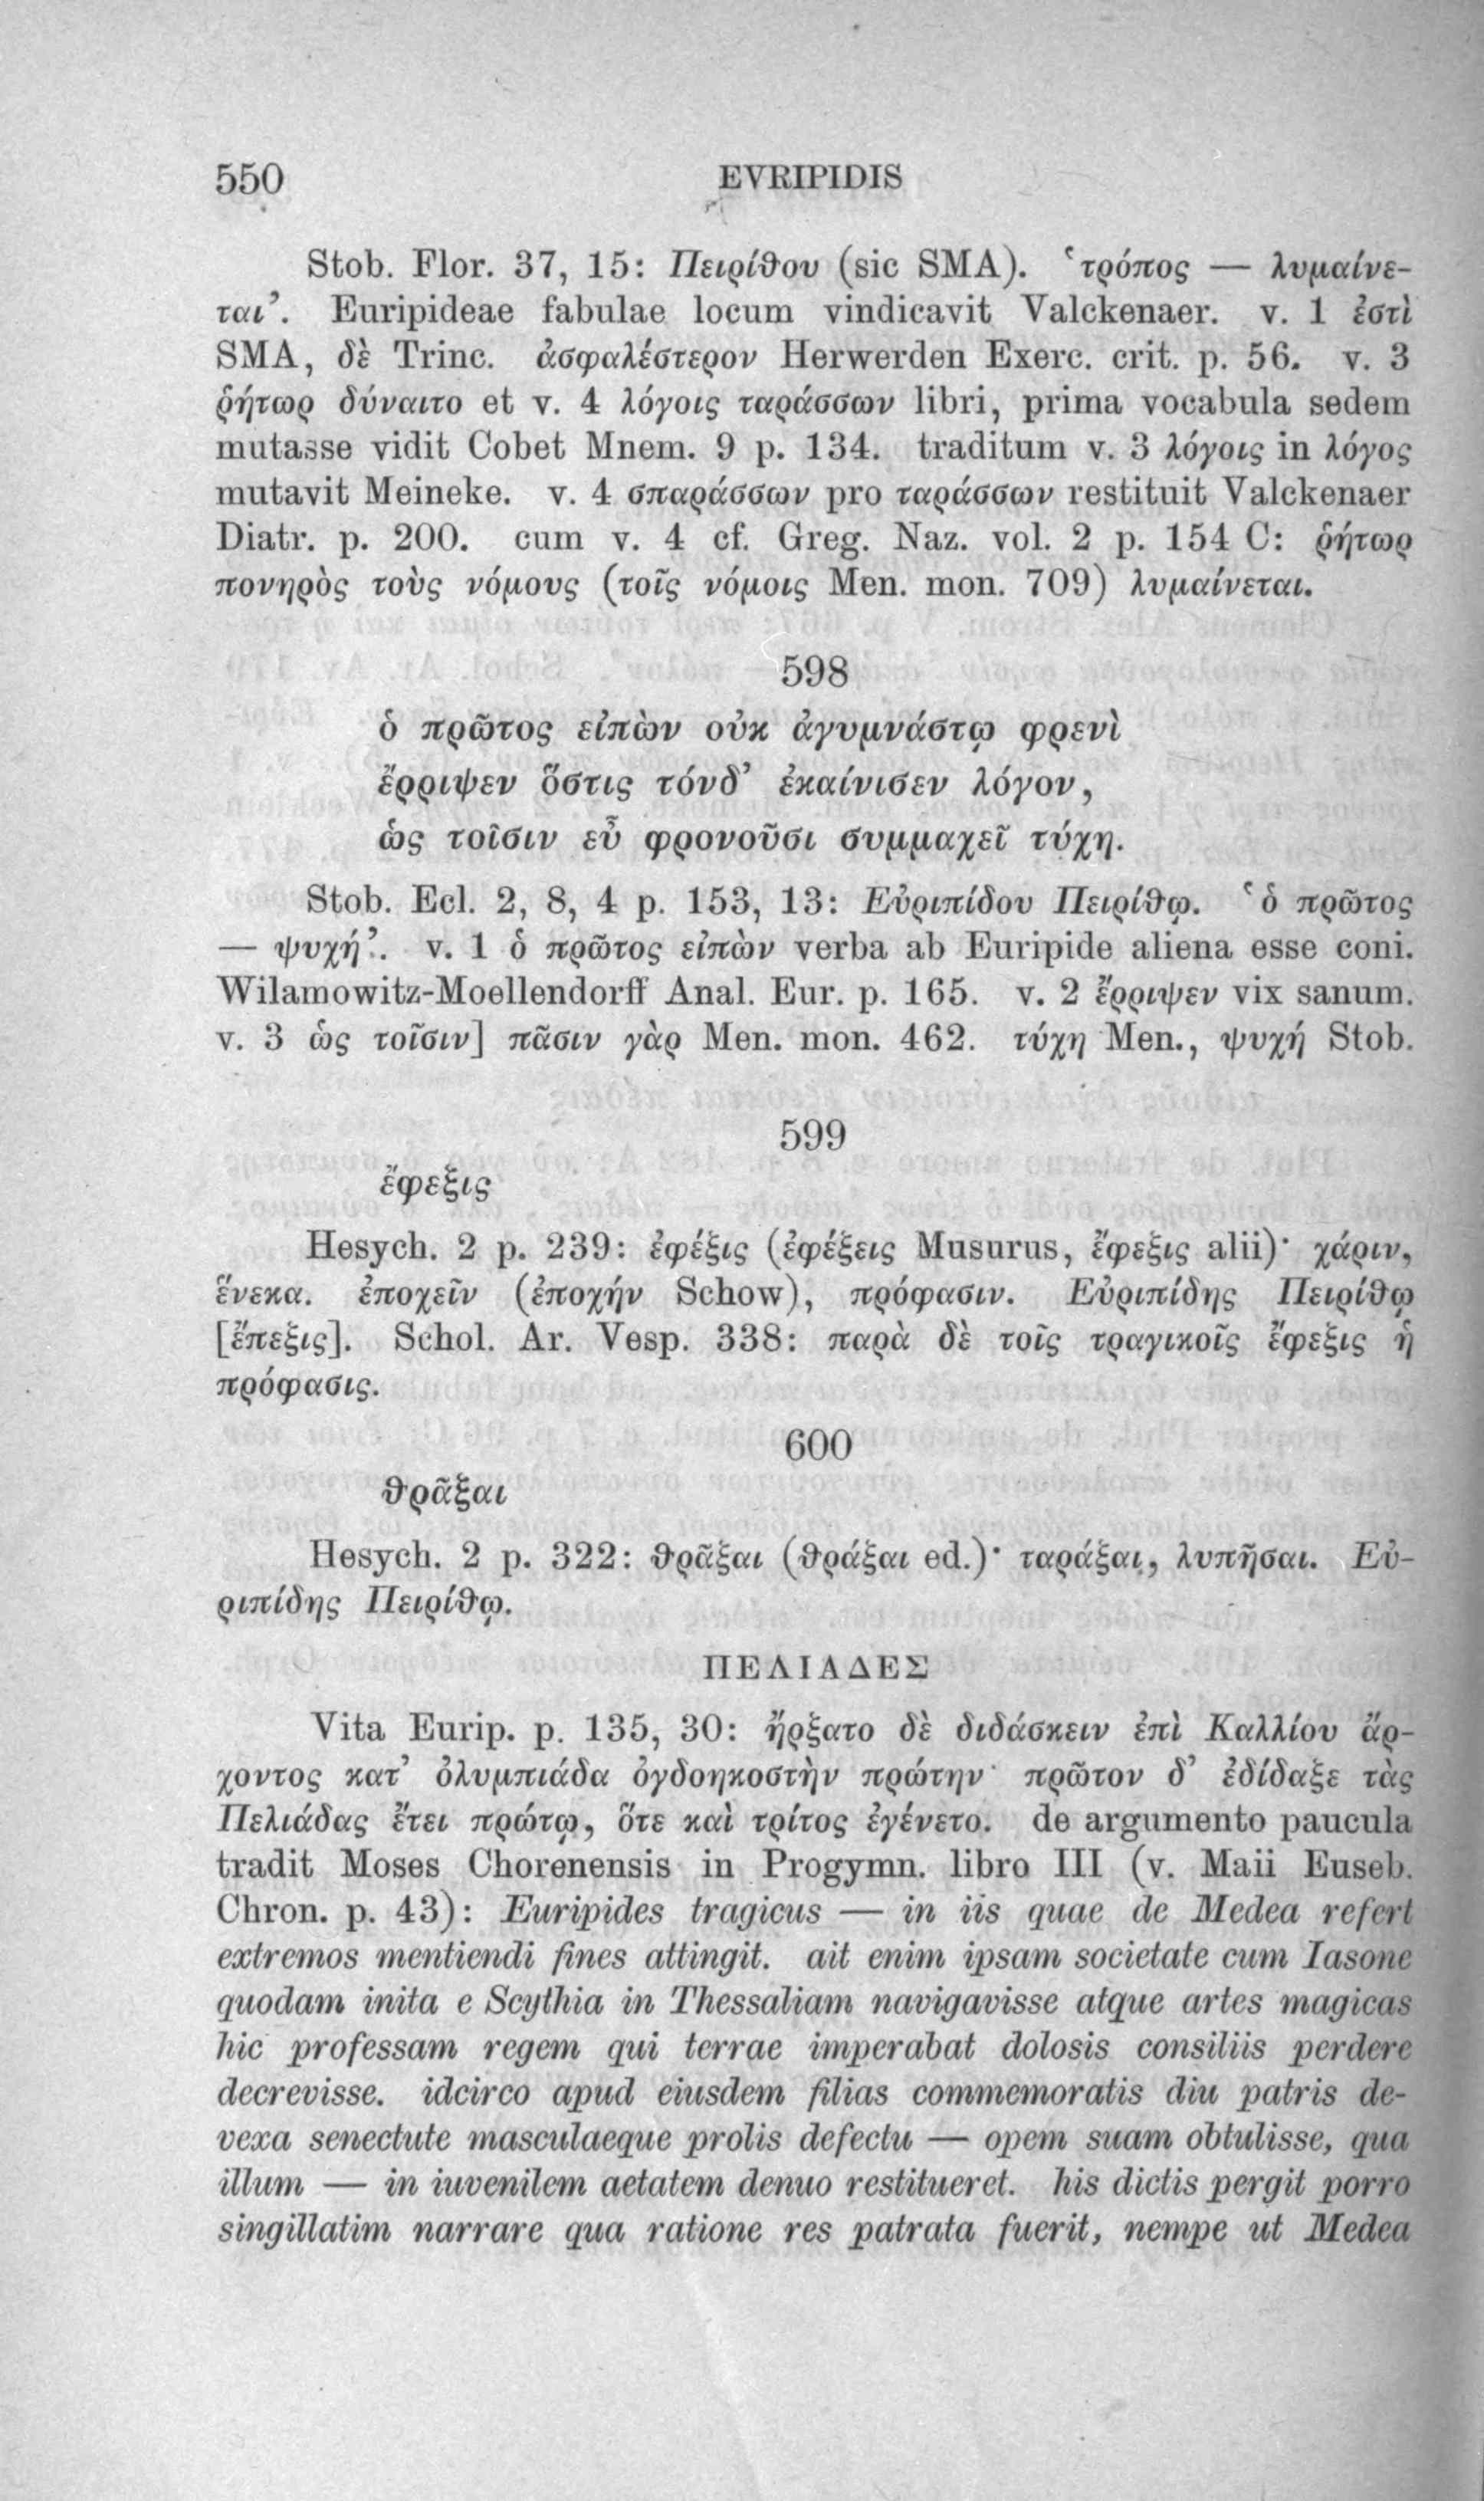 550 EVRIPIDIS
Stob. Flor. 37, 15: Πειρίθου (sic SMA). ‘τρόπος — λυμαίνε-
ται’. Euripideae fabulae locum vindicavit Valckenaer. v. 1 ἐστὶ
SMA, δὲ Trinc. ἀσφαλέστερον Herwerden Exerc. crit. p. 56. v. 3
ῥήτωρ δύναιτο et v. 4 λόγοις ταράσσων libri, prima vocabula sedem
mutasse vidit Cobet Mnem. 9 p. 134. traditum v. 3 λόγοις in λόγος
mutavit Meineke. v. 4 σπαράσσων pro ταράσσων restituit Valckenaer
Diatr. p. 200. cum v. 4 cf. Greg. Naz. vol. 2 p. 154 C: ῥήτωρ
πονηρὸς τοὺς νόμους (τοῖς νόμοις Men. mon. 709) λυμαίνεται.
598
ὁ πρῶτος εἰπὼν οὐκ ἀγυμνάστῳ φρενὶ
ἔρριψεν ὅστις τόνδ’ ἐκαίνισεν λόγον,
ὡς τοῖσιν εὖ φρονοῦσι συμμαχεῖ τύχη.
Stob. Ecl. 2, 8, 4 p. 153, 13: Εὐριπίδου Πειρίθῳ. ‘ὁ πρῶτος
— ψυχή’. v. 1 ὁ πρῶτος εἰπὼν verba ab Euripide aliena esse coni.
Wilamowitz-Moellendorff Anal. Eur. p. 165. v. 2 ἔρριψεν vix sanum.
v. 3 ὡς τοῖσιν] πᾶσιν γὰρ Men. mon. 462. τύχη Men., ψυχή Stob.
599
ἔφεξις
Hesych. 2 p. 239: ἐφέξις (ἐφέξεις Musurus, ἔφεξις alii)· χάριν,
ἕνεκα. ἐποχεῖν (ἐποχήν Schow), πρόφασιν. Εὐριπίδης Πειρίθῳ
[ἔπεξις]. Schol. Ar. Vesp. 338: παρὰ δὲ τοῖς τραγικοῖς ἔφεξις ἡ
πρόφασις.
600
θρᾶξαι
Hesych. 2 p. 322: θρᾶξαι (θράξαι ed.)· ταράξαι, λυπῆσαι. Εὐ-
ριπίδης Πειρίθῳ.
ΠΕΛΙΑΔΕΣ
Vita Eurip. p. 135, 30: ἤρξατο δὲ διδάσκειν ἐπὶ Καλλίου ἄρ-
χοντος κατ’ ὀλυμπιάδα ὀγδοηκοστὴν πρώτην· πρῶτον δ’ ἐδίδαξε τὰς
Πελιάδας ἔτει πρώτῳ, ὅτε καὶ τρίτος ἐγένετο. de argumento paucula
tradit Moses Chorenensis in Progymn. libro III (v. Maii Euseb.
Chron. p. 43): Euripides tragicus — in iis quae de Medea refert
extremos mentiendi fines attingit. ait enim ipsam societate cum Iasone
quodam inita e Scythia in Thessaliam navigavisse atque artes magicas
hic professam regem qui terrae imperabat dolosis consiliis perdere
decrevisse. idcirco apud eiusdem filias commemoratis diu patris de-
vexa senectute masculaeque prolis defectu — opem suam obtulisse, qua
illum — in iuvenilem aetatem denuo restitueret. his dictis pergit porro
singillatim narrare qua ratione res patrata fuerit, nempe ut Medea